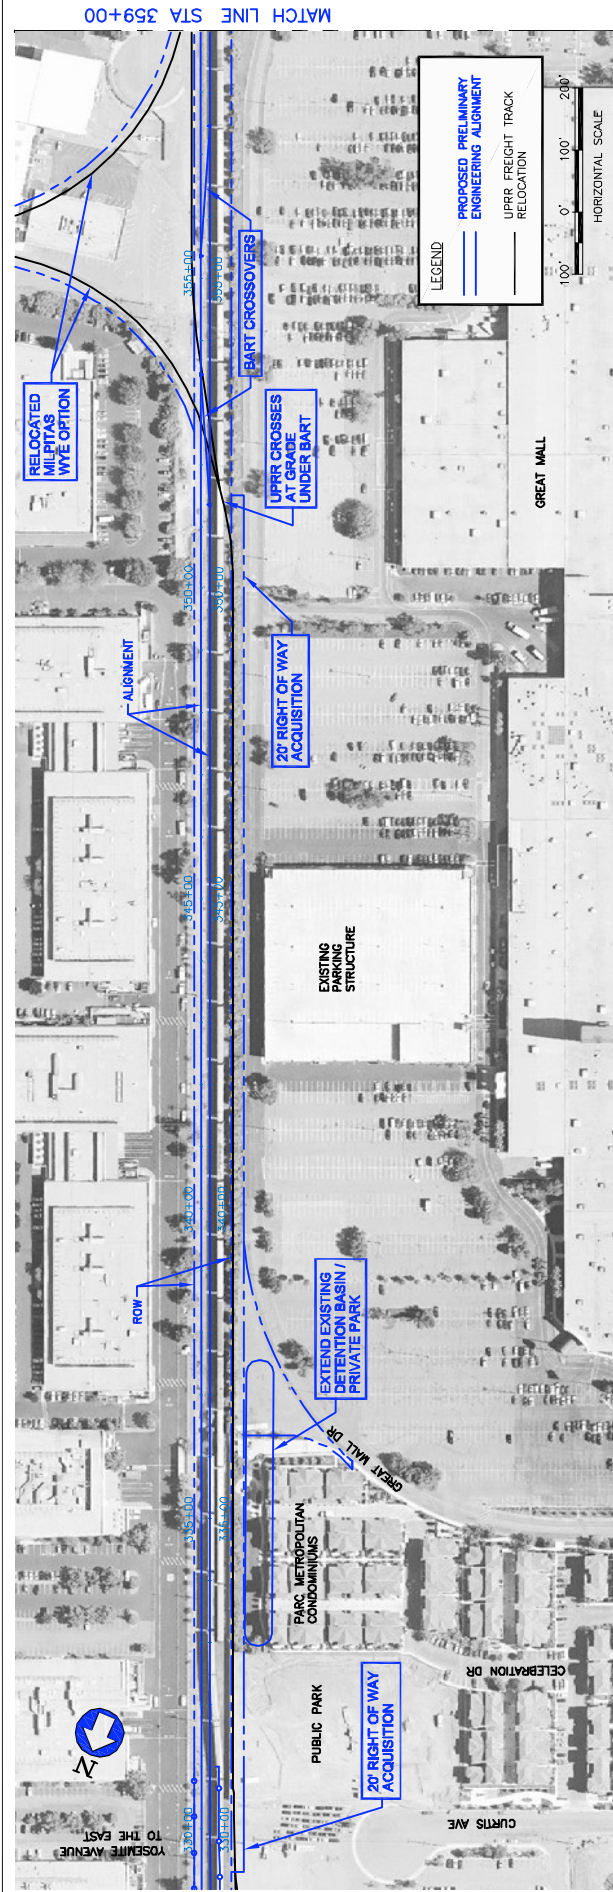 MATCH LINE STA 359+00
LEGEND
PROPOSED PRELIMINARY
ENGINEERING ALIGNMENT
UPRR FREIGHT TRACK
RELOCATION
100' 0' 100' 200'
HORIZONTAL SCALE
RELOCATED
MILPITAS
WYE OPTION
355+00
355+00
BART CROSSOVERS
UPRR CROSSES
AT GRADE
UNDER BART
GREAT MALL
350+00
350+00
ALIGNMENT
20' RIGHT OF WAY
ACQUISITION
345+00
345+00
EXISTING
PARKING
STRUCTURE
340+00
340+00
ROW
EXTEND EXISTING
DETENTION BASIN /
PRIVATE PARK
GREAT MALL DR
335+00
335+00
PARC METROPOLITAN
CONDOMINIUMS
CELEBRATION DR
PUBLIC PARK
20' RIGHT OF WAY
ACQUISITION
N
330+00
330+00
CURTIS AVE
YOSEMITE AVENUE
TO THE EAST